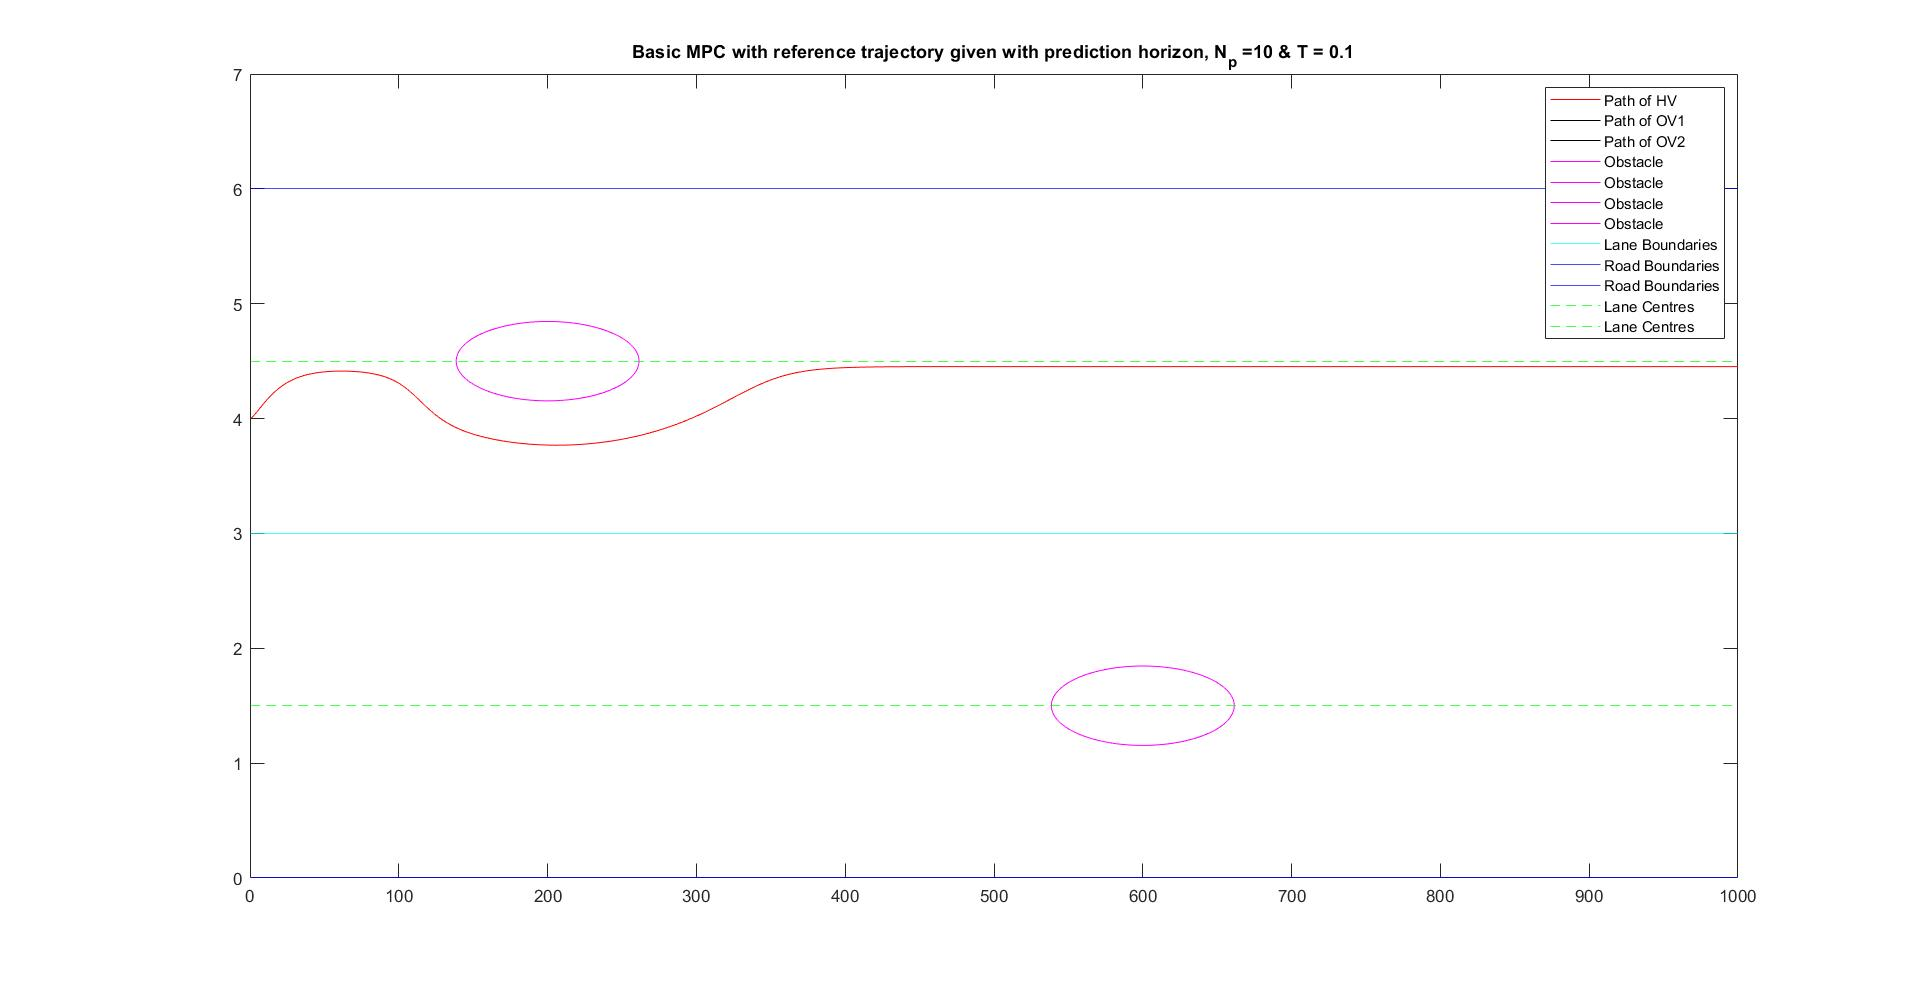 Basic MPC with reference trajectory given with prediction horizon, N_p =10 & T = 0.1
7
6
5
4
3
2
1
0
Path of HV
Path of OV1
Path of OV2
Obstacle
Obstacle
Obstacle
Obstacle
Lane Boundaries
Road Boundaries
Road Boundaries
Lane Centres
Lane Centres
0 100 200 300 400 500 600 700 800 900 1000